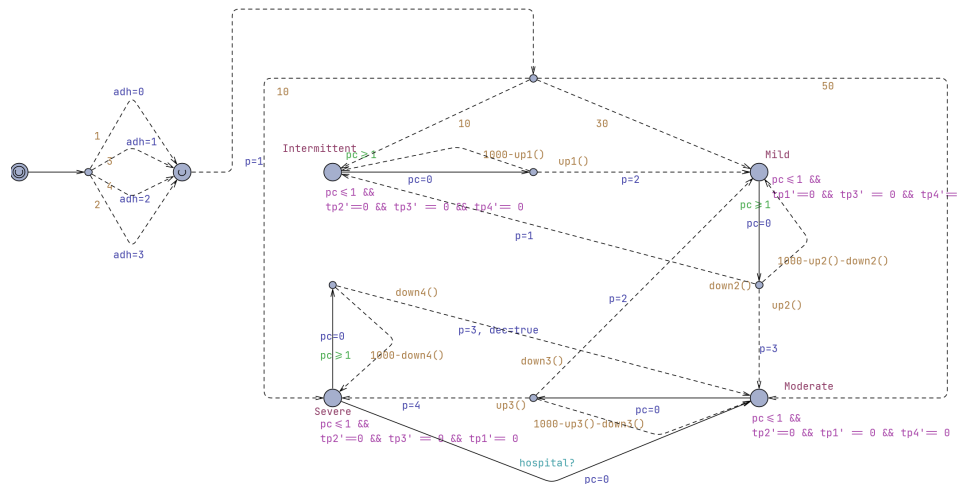 adh=0
10
50
10
30
1
adh=1
3
4
adh=2
2
adh=3
p=1
Intermittent
pc>=1
1000-up1()
up1()
pc=0
p=2
pc<=1 &&
tp2'==0 && tp3' == 0 && tp4'== 0
Mild
pc<=1 &&
tp1'==0 && tp3' == 0 && tp4'==
pc>=1
pc=0
p=1
1000-up2()-down2()
down2()
up2()
down4()
p=2
p=3, dec=true
pc=0
pc>=1
1000-down4()
down3()
p=3
Moderate
Severe
p=4
up3()
pc=0
pc<=1 &&
tp2'==0 && tp3' == 0 && tp1'== 0
1000-up3()-down3()
pc<=1 &&
tp2'==0 && tp1' == 0 && tp4'== 0
hospital?
pc=0